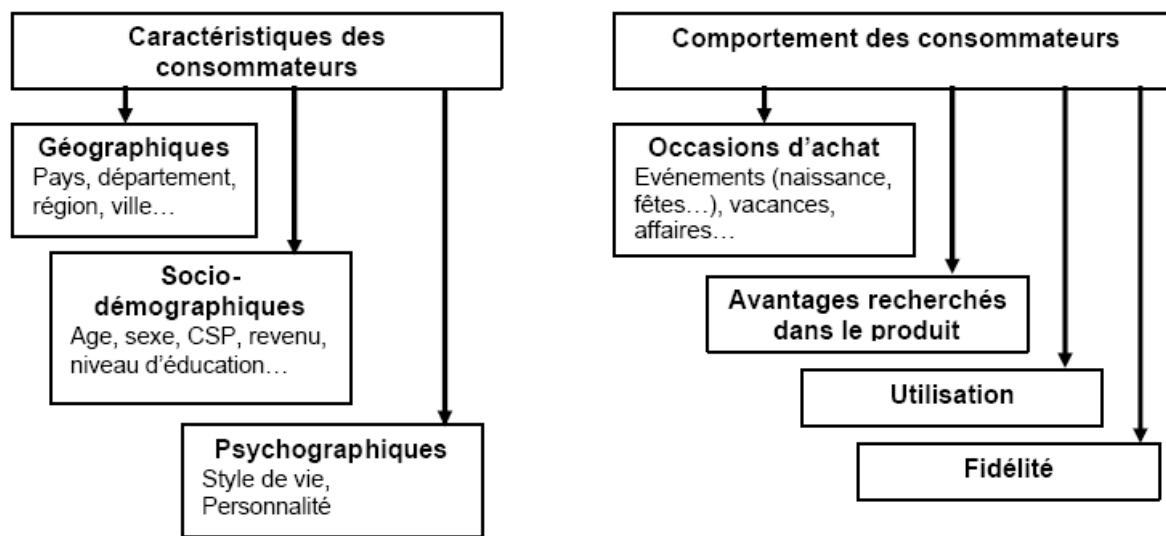 Caractéristiques des
consommateurs
Géographiques
Pays, département,
région, ville…
Socio-
démographiques
Age, sexe, CSP, revenu,
niveau d’éducation…
Psychographiques
Style de vie,
Personnalité
Comportement des consommateurs
Occasions d’achat
Evénements (naissance,
fêtes…), vacances,
affaires…
Avantages recherchés
dans le produit
Utilisation
Fidélité